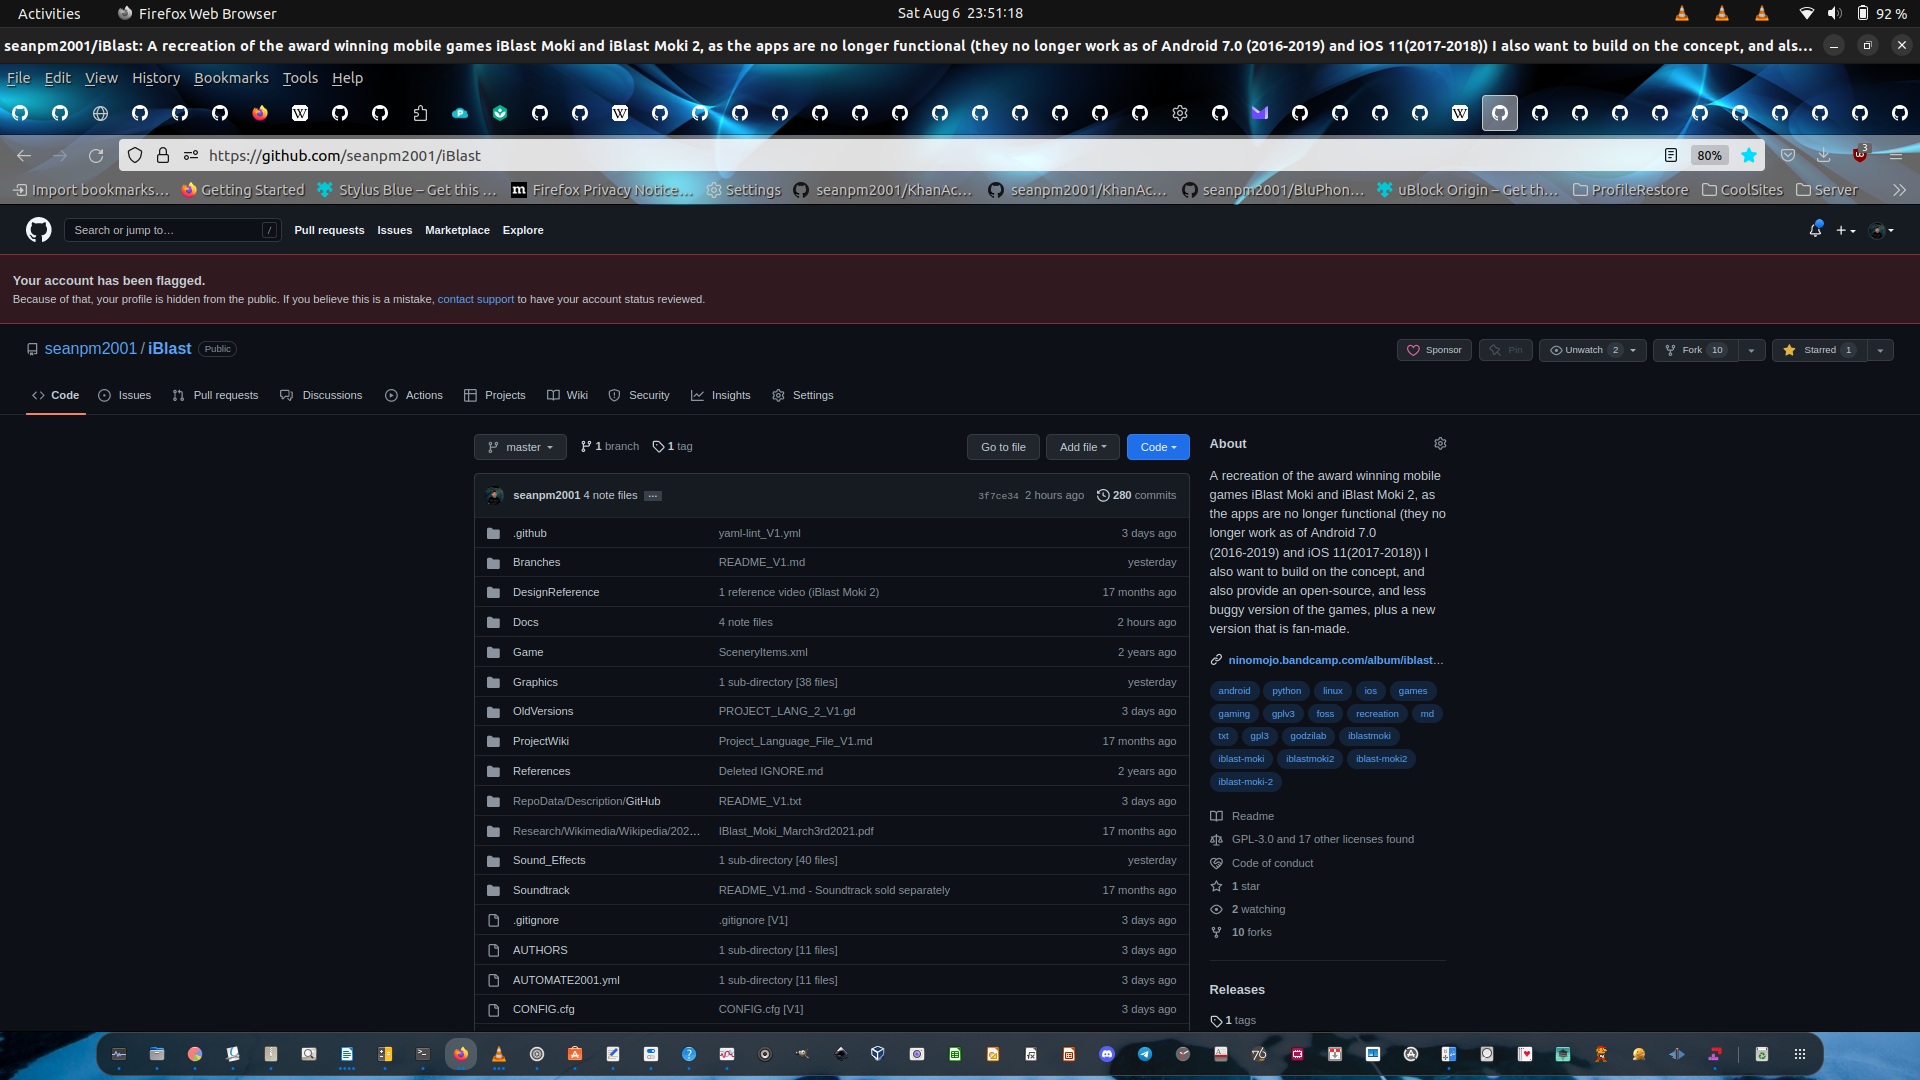 Activities
Firefox Web Browser
Sat Aug 6 23:51:18
92 %
seanpm2001/iBlast: A recreation of the award winning mobile games iBlast Moki and iBlast Moki 2, as the apps are no longer functional (they no longer work as of Android 7.0 (2016-2019) and iOS 11(2017-2018)) I also want to build on the concept, and als...
File Edit View History Bookmarks Tools Help
https://github.com/seanpm2001/iBlast
80%
3
Import bookmarks...
Getting Started
Stylus Blue – Get this ...
Firefox Privacy Notice...
Settings
seanpm2001/KhanAc...
seanpm2001/KhanAc...
seanpm2001/BluPhon...
uBlock Origin – Get th...
ProfileRestore
CoolSites
Server
Search or jump to...
/
Pull requests
Issues
Marketplace
Explore
Your account has been flagged.
Because of that, your profile is hidden from the public. If you believe this is a mistake, contact support to have your account status reviewed.
seanpm2001 / iBlast
Public
Sponsor
Pin
Unwatch 2
Fork 10
Starred 1
Code
Issues
Pull requests
Discussions
Actions
Projects
Wiki
Security
Insights
Settings
master
1 branch
1 tag
Go to file
Add file
Code
seanpm2001 4 note files ...
3f7ce34 2 hours ago
280 commits
.github yaml-lint_V1.yml 3 days ago
Branches README_V1.md yesterday
DesignReference 1 reference video (iBlast Moki 2) 17 months ago
Docs 4 note files 2 hours ago
Game SceneryItems.xml 2 years ago
Graphics 1 sub-directory [38 files] yesterday
OldVersions PROJECT_LANG_2_V1.gd 3 days ago
ProjectWiki Project_Language_File_V1.md 17 months ago
References Deleted IGNORE.md 2 years ago
RepoData/Description/GitHub README_V1.txt 3 days ago
Research/Wikimedia/Wikipedia/202... IBlast_Moki_March3rd2021.pdf 17 months ago
Sound_Effects 1 sub-directory [40 files] yesterday
Soundtrack README_V1.md - Soundtrack sold separately 17 months ago
.gitignore .gitignore [V1] 3 days ago
AUTHORS 1 sub-directory [11 files] 3 days ago
AUTOMATE2001.yml 1 sub-directory [11 files] 3 days ago
CONFIG.cfg CONFIG.cfg [V1] 3 days ago
About
A recreation of the award winning mobile
games iBlast Moki and iBlast Moki 2, as
the apps are no longer functional (they no
longer work as of Android 7.0
(2016-2019) and iOS 11(2017-2018)) I
also want to build on the concept, and
also provide an open-source, and less
buggy version of the games, plus a new
version that is fan-made.
ninomojo.bandcamp.com/album/iblast...
android python linux ios games
gaming gplv3 foss recreation md
txt gpl3 godzilab iblastmoki
iblast-moki iblastmoki2 iblast-moki2
iblast-moki-2
Readme
GPL-3.0 and 17 other licenses found
Code of conduct
1 star
2 watching
10 forks
Releases
1 tags